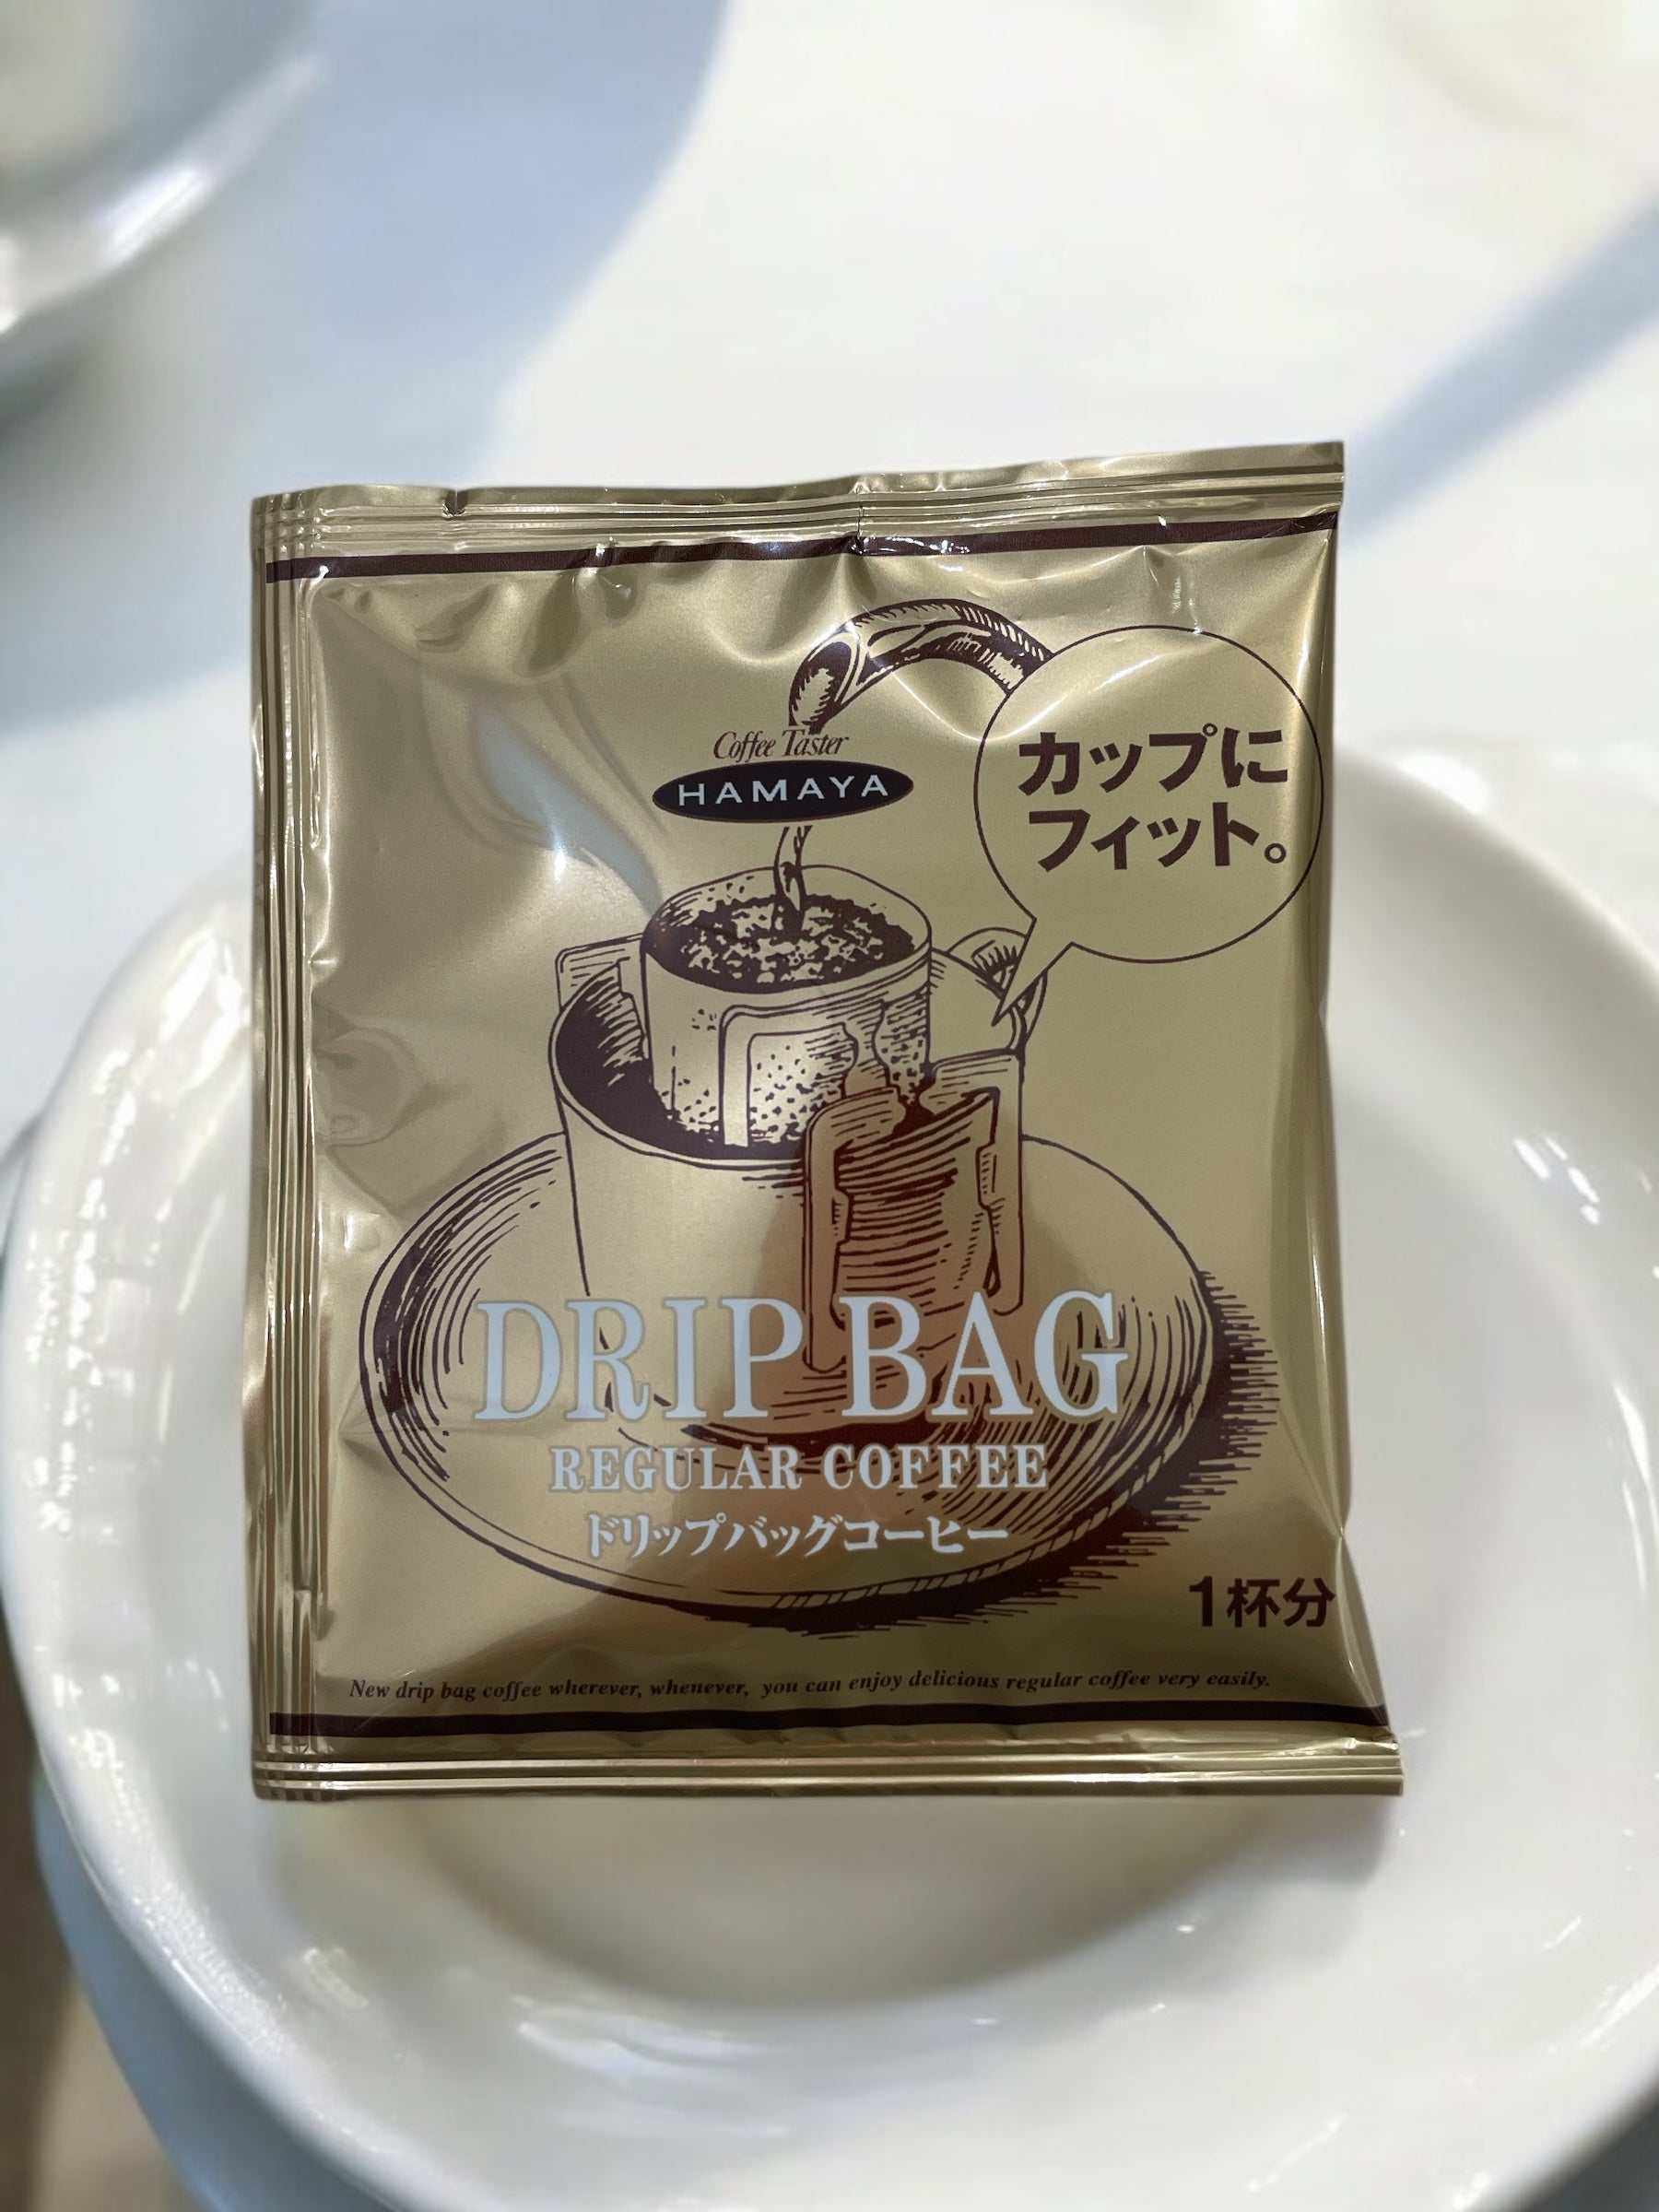 Coffee Taster
HAMAYA
カップに
フィット。
DRIP BAG
REGULAR COFFEE
ドリップバッグコーヒー
1杯分
New drip bag coffee wherever, whenever, you can enjoy delicious regular coffee very easily.